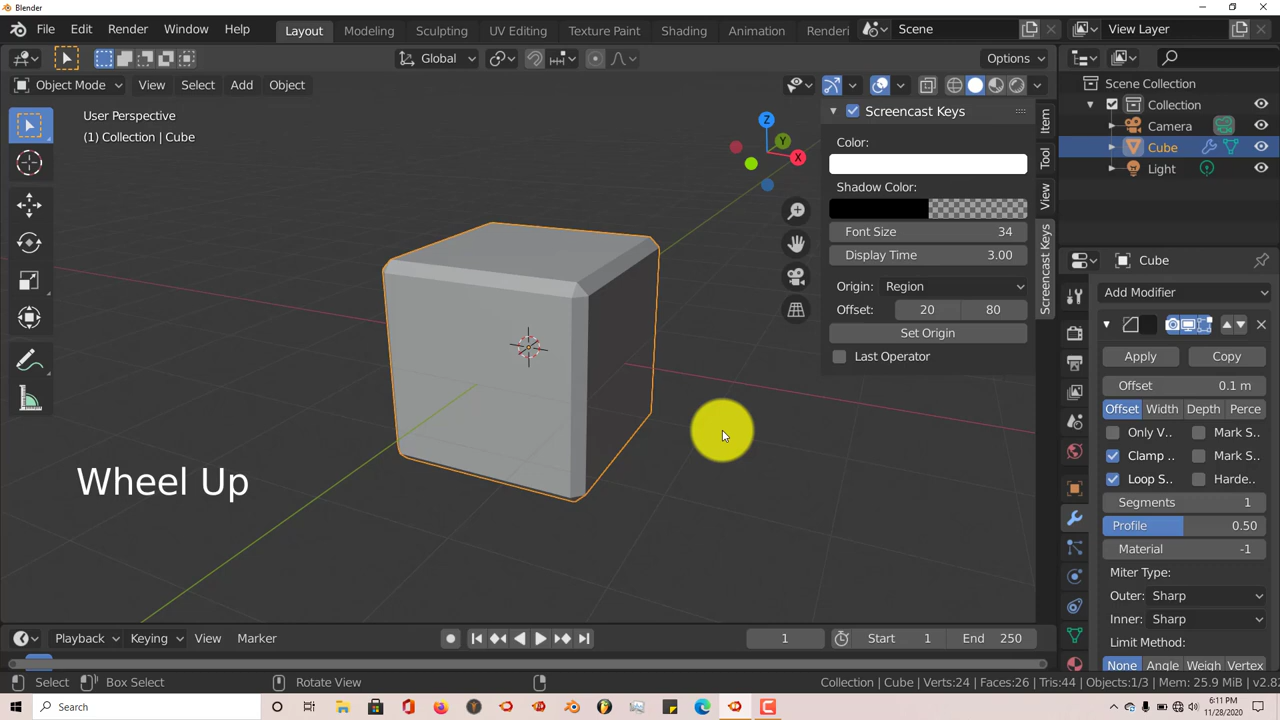 Blender
File Edit Render Window Help Layout Modeling Sculpting UV Editing Texture Paint Shading Animation Renderi Scene View Layer
Global Options
Object Mode View Select Add Object
User Perspective
(1) Collection | Cube
Z
Y
X
Screencast Keys
Color:
Shadow Color:
Font Size 34
Display Time 3.00
Origin: Region
Offset: 20 80
Set Origin
Last Operator
Item
Tool
View
Screencast Keys
Scene Collection
Collection
Camera
Cube
Light
Cube
Add Modifier
Apply Copy
Offset 0.1 m
Offset Width Depth Perce
Only V.. Mark S..
Clamp .. Mark S..
Loop S.. Harde..
Segments 1
Profile 0.50
Material -1
Miter Type:
Outer: Sharp
Inner: Sharp
Limit Method:
None Angle Weigh Vertex
Wheel Up
Playback Keying View Marker 1 Start 1 End 250
Select Box Select Rotate View Collection | Cube | Verts:24 | Faces:26 | Tris:44 | Objects:1/3 | Mem: 25.9 MiB | v2.82
Search
6:11 PM
11/28/2020